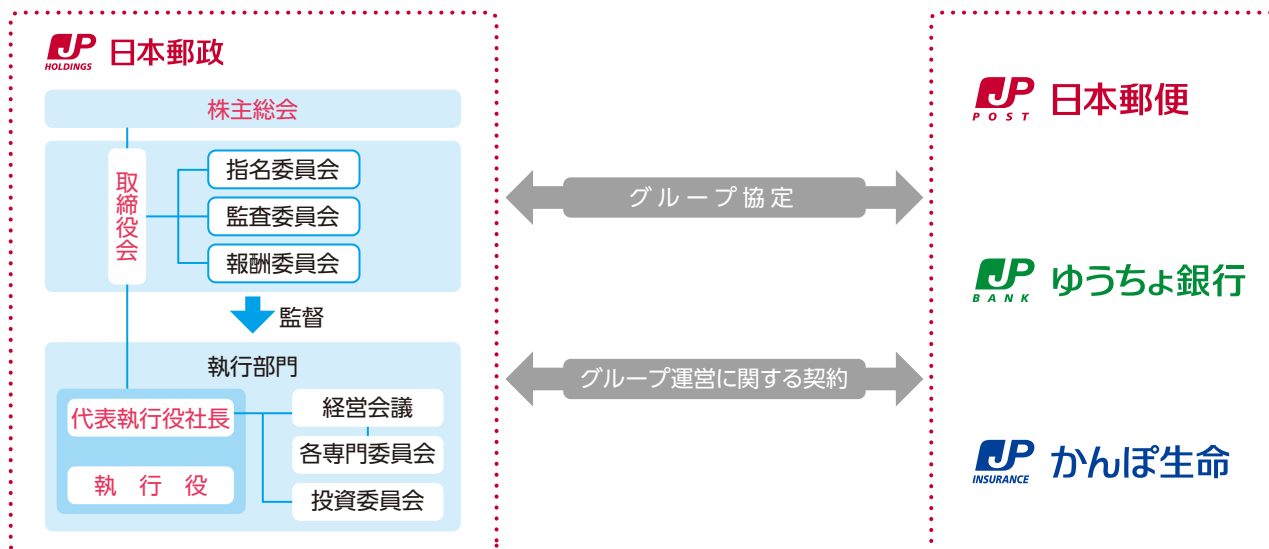 JP
HOLDINGS
日本郵政
株主総会
取締役会
指名委員会
監査委員会
報酬委員会
監督
執行部門
代表執行役社長
執 行 役
経営会議
各専門委員会
投資委員会
グループ協定
グループ運営に関する契約
JP
POST
日本郵便
JP
BANK
ゆうちょ銀行
JP
INSURANCE
かんぽ生命